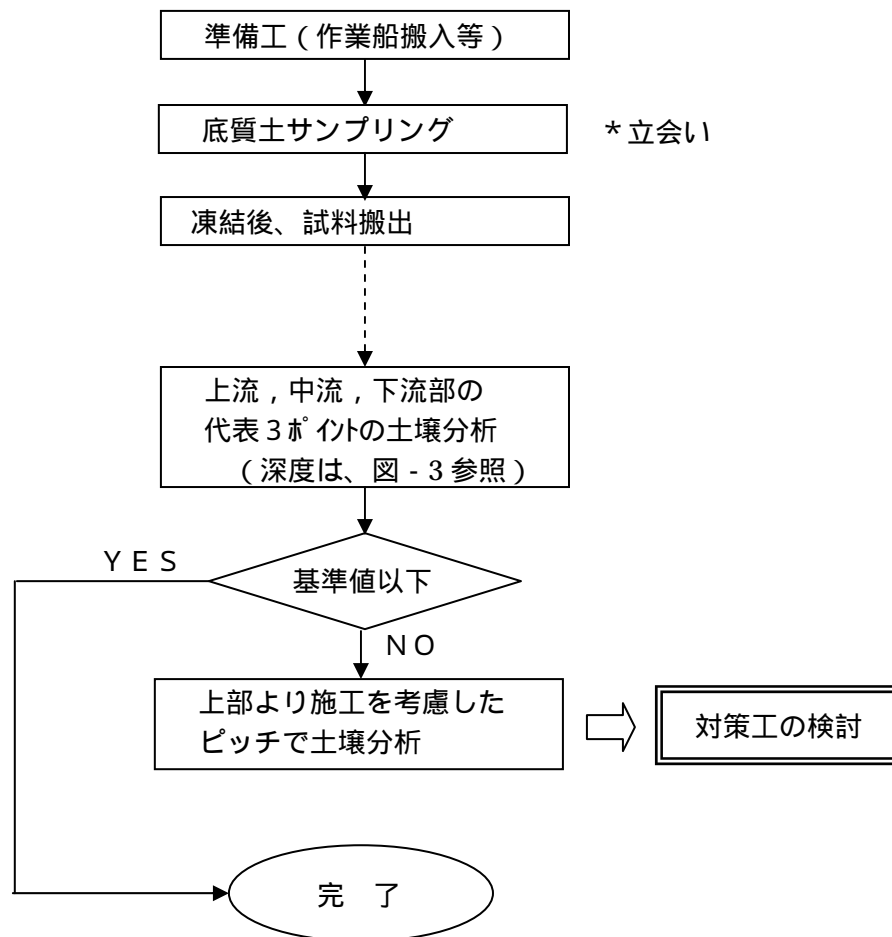 準備工(作業船搬入等)
底質土サンプリング
*立会い
凍結後、試料搬出
上流,中流,下流部の
代表3ポイントの土壌分析
(深度は、図-3参照)
YES
基準値以下
NO
上部より施工を考慮した
ピッチで土壌分析
対策工の検討
完 了